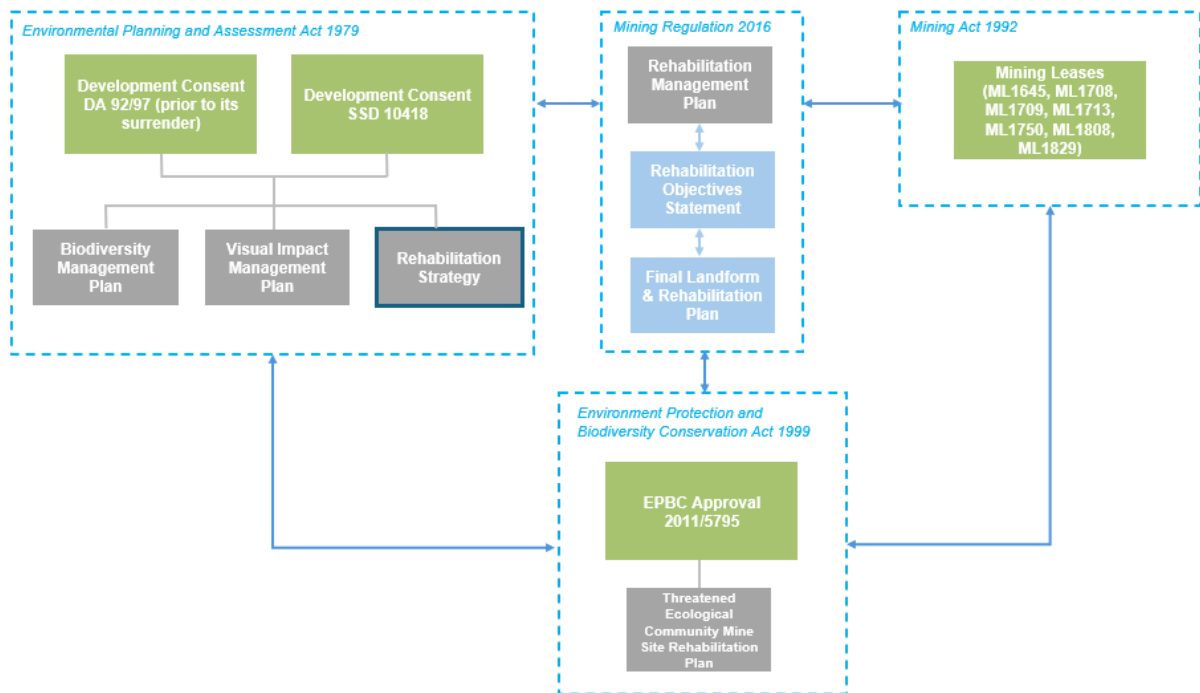 Environmental Planning and Assessment Act 1979
Development Consent
DA 92/97 (prior to its
surrender)
Development Consent
SSD 10418
Biodiversity
Management
Plan
Visual Impact
Management
Plan
Rehabilitation
Strategy
Mining Regulation 2016
Rehabilitation
Management
Plan
Rehabilitation
Objectives
Statement
Final Landform
& Rehabilitation
Plan
Mining Act 1992
Mining Leases
(ML1645, ML1708,
ML1709, ML1713,
ML1750, ML1808,
ML1829)
Environment Protection and
Biodiversity Conservation Act 1999
EPBC Approval
2011/5795
Threatened
Ecological
Community Mine
Site Rehabilitation
Plan